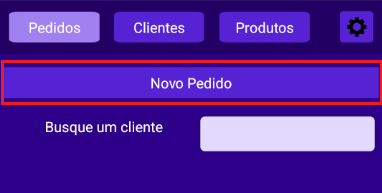 Pedidos Clientes Produtos
Novo Pedido
Busque um cliente